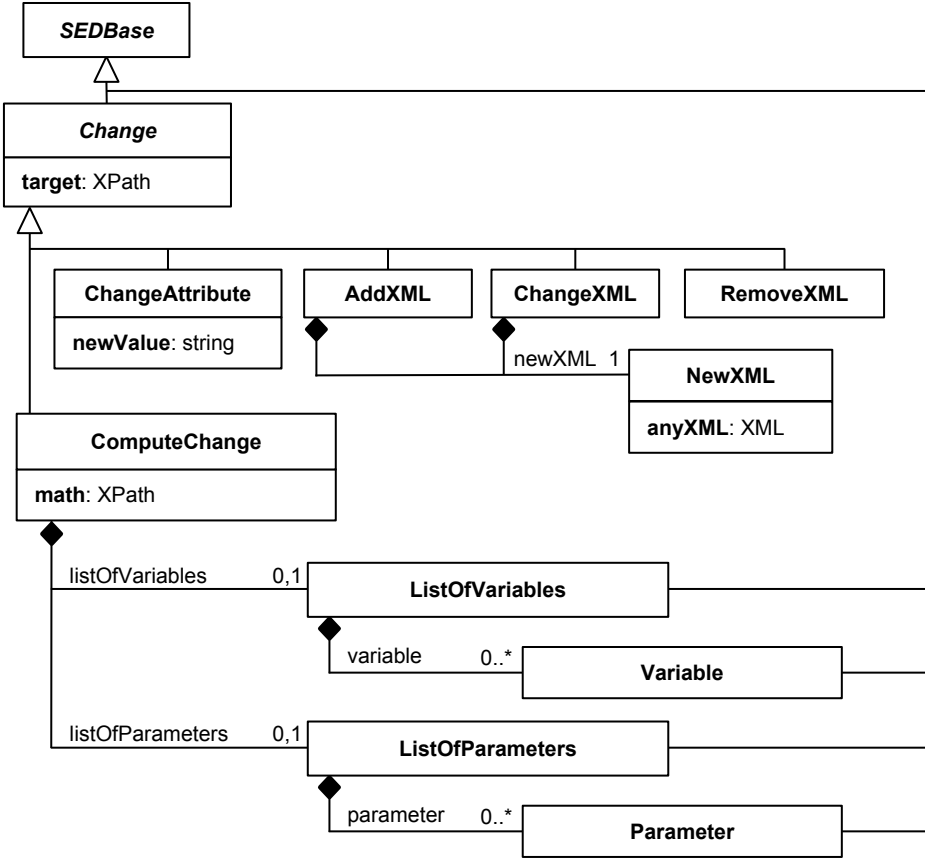 SEDBase
Change
target: XPath
ChangeAttribute
newValue: string
AddXML
ChangeXML
RemoveXML
newXML 1
NewXML
anyXML: XML
ComputeChange
math: XPath
listOfVariables 0,1
ListOfVariables
variable 0..*
Variable
listOfParameters 0,1
ListOfParameters
parameter 0..*
Parameter